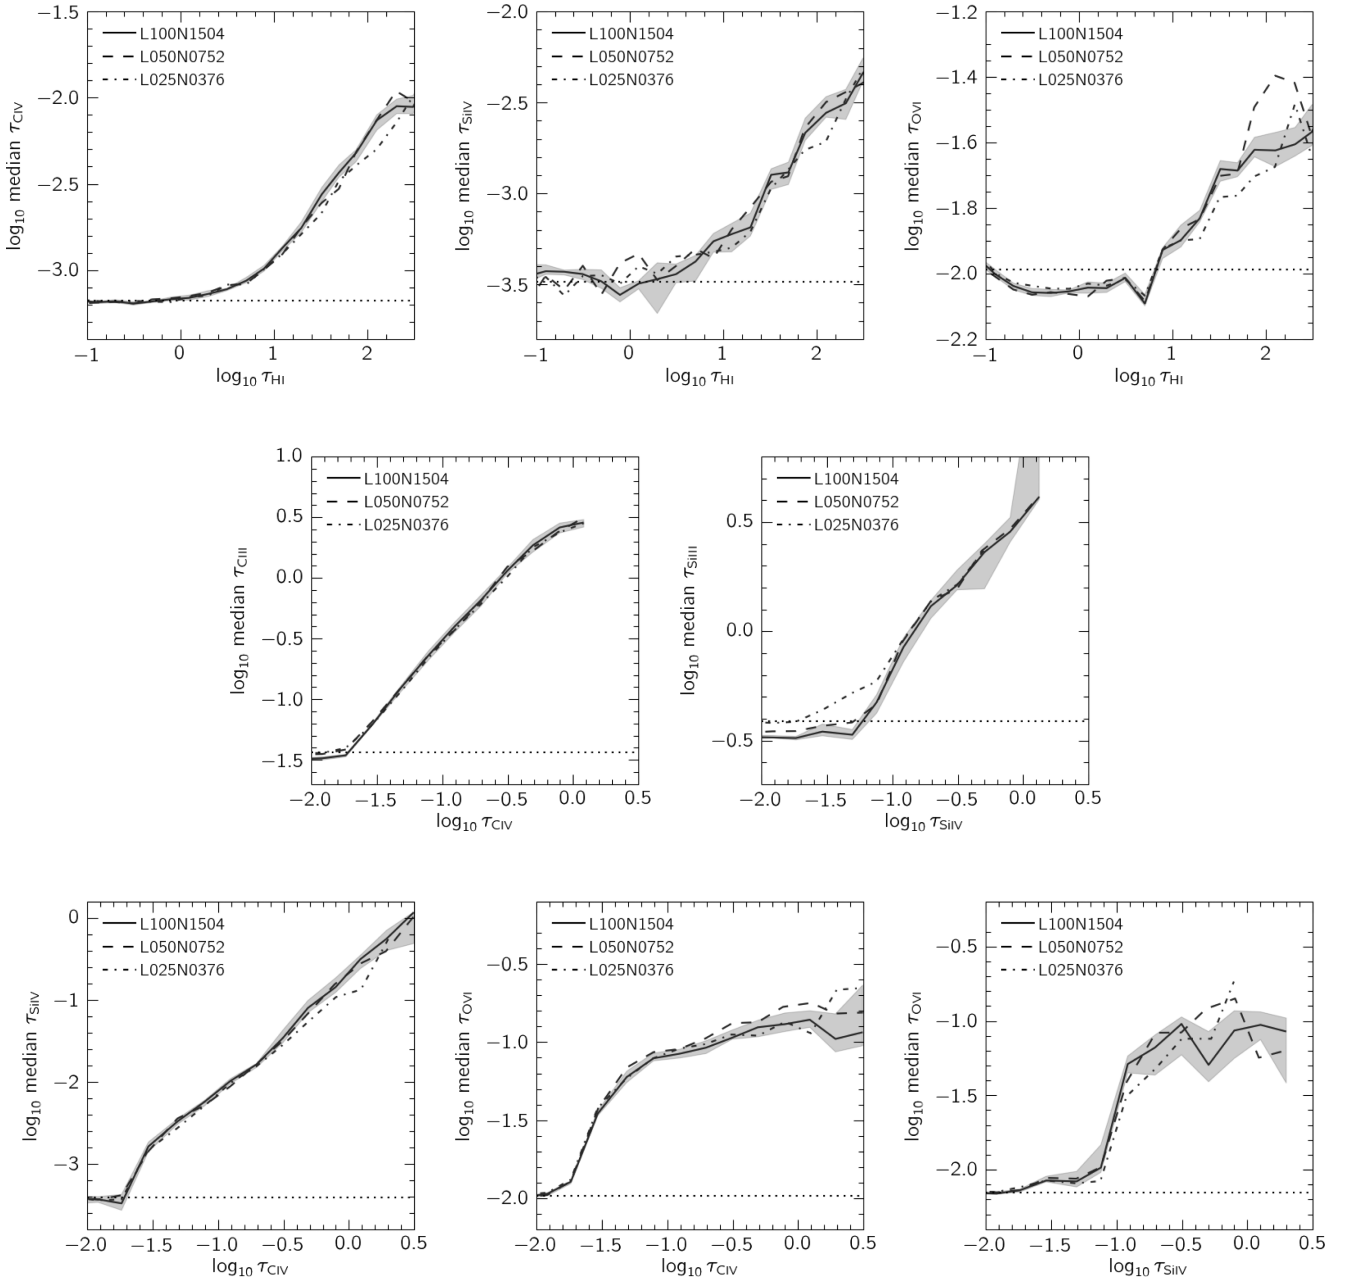 −1.5
−2.0
−2.5
−3.0
log10 median τCIV
L100N1504
L050N0752
L025N0376
−1 0 1 2
log10 τHI
−2.0
−2.5
−3.0
−3.5
log10 median τSiIV
L100N1504
L050N0752
L025N0376
−1 0 1 2
log10 τHI
−1.2
−1.4
−1.6
−1.8
−2.0
−2.2
log10 median τOVI
L100N1504
L050N0752
L025N0376
−1 0 1 2
log10 τHI
1.0
0.5
0.0
−0.5
−1.0
−1.5
log10 median τCIII
L100N1504
L050N0752
L025N0376
−2.0 −1.5 −1.0 −0.5 0.0 0.5
log10 τCIV
0.5
0.0
−0.5
log10 median τSiIII
L100N1504
L050N0752
L025N0376
−2.0 −1.5 −1.0 −0.5 0.0 0.5
log10 τSiIV
0
−1
−2
−3
log10 median τSiIV
L100N1504
L050N0752
L025N0376
−2.0 −1.5 −1.0 −0.5 0.0 0.5
log10 τCIV
−0.5
−1.0
−1.5
−2.0
log10 median τOVI
L100N1504
L050N0752
L025N0376
−2.0 −1.5 −1.0 −0.5 0.0 0.5
log10 τCIV
−0.5
−1.0
−1.5
−2.0
log10 median τOVI
L100N1504
L050N0752
L025N0376
−2.0 −1.5 −1.0 −0.5 0.0 0.5
log10 τSiIV